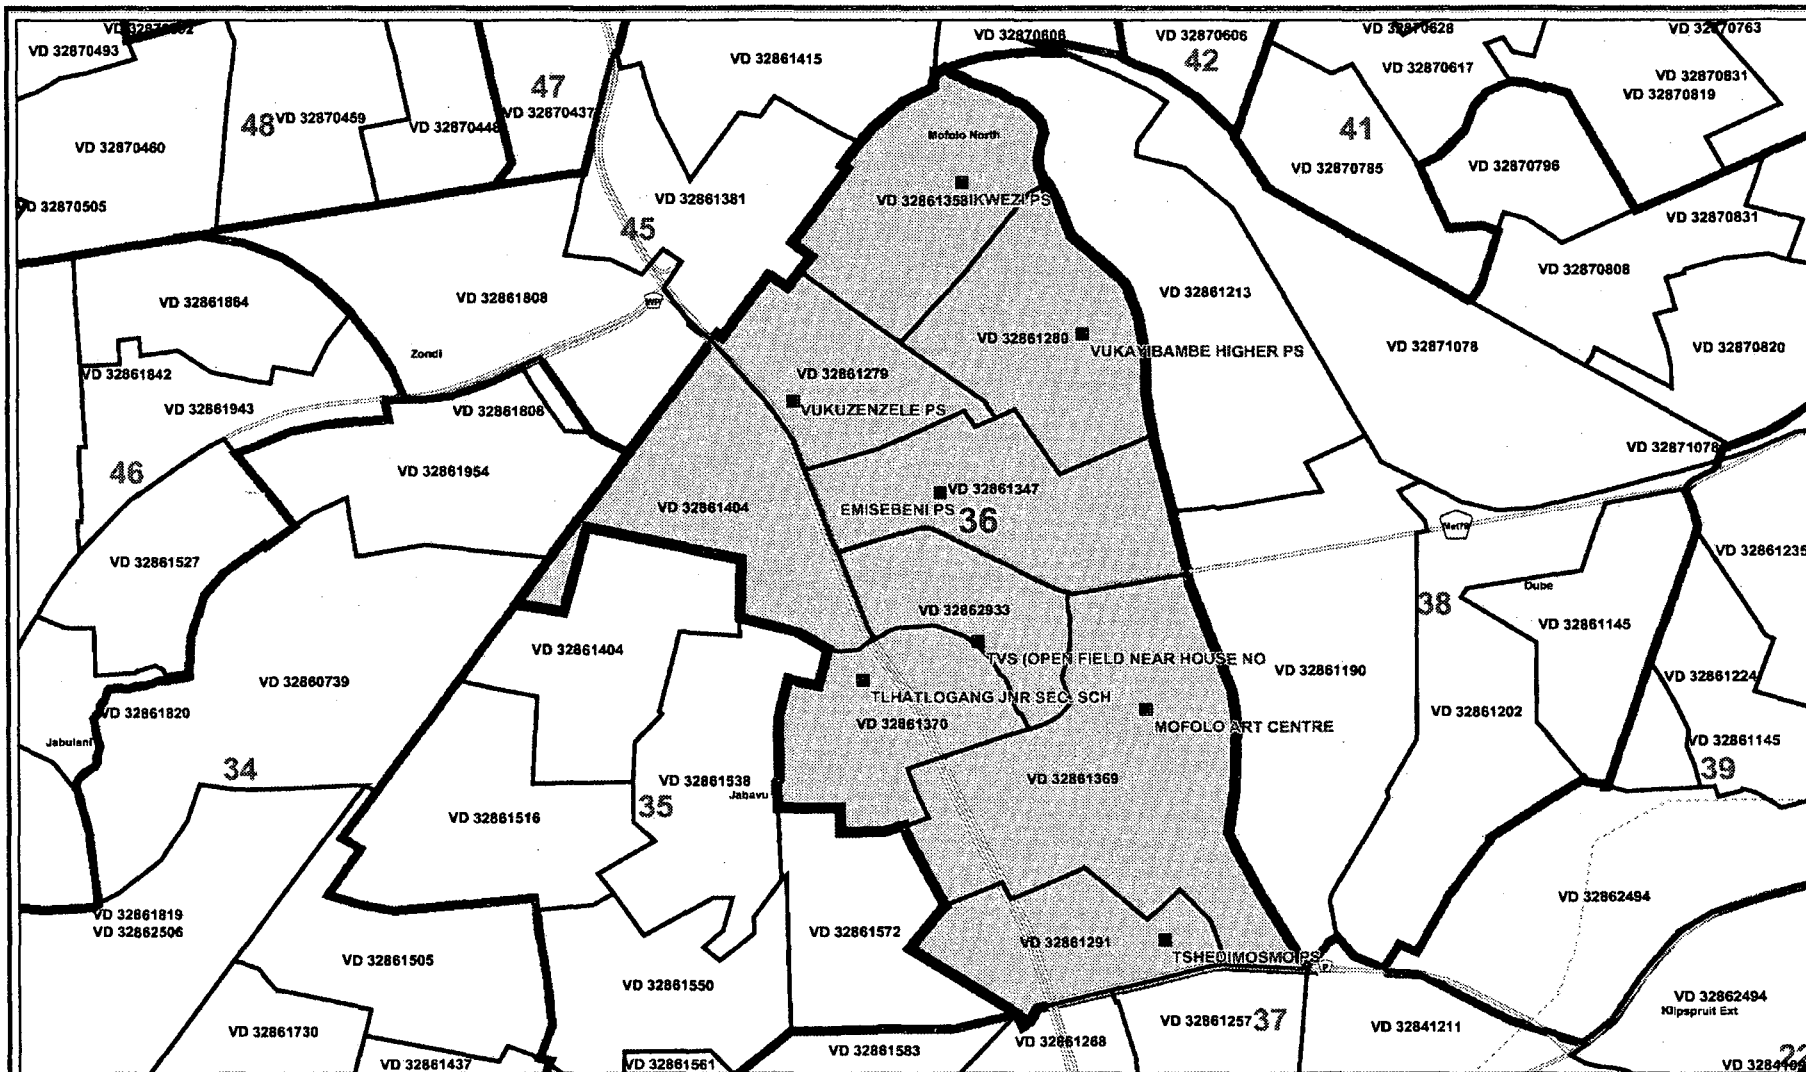 VD 32870493
VD 32861415
VD 32870606
VD 32870606
VD 32870628
VD 32870763
42
VD 32870617
VD 32870831
VD 32870819
47
VD 32870437
48
VD 32870459
VD 32870448
VD 32870460
Mofolo North
41
VD 32870785
VD 32870796
VD 32870505
VD 32861381
VD 32861358
IKWEZI PS
VD 32870831
45
VD 32861864
VD 32861808
WP
VD 32861213
VD 32870808
VD 32861280
VUKAYIBAMBE HIGHER PS
VD 32871078
VD 32870820
Zondi
VD 32861842
VD 32861279
VD 32861943
VD 32861808
VUKUZENZELE PS
46
VD 32861954
VD 32871078
VD 32861404
VD 32861347
EMISEBENI PS
36
VD 32861527
VD 32861235
Dube
38
VD 32862933
VD 32861145
VD 32861404
TVS (OPEN FIELD NEAR HOUSE NO
VD 32861190
VD 32861224
VD 32860739
TLHATLOGANG JNR SEC. SCH
VD 32861820
VD 32861370
MOFOLO ART CENTRE
VD 32861202
Jabulani
VD 32861145
34
VD 32861538
VD 32861369
39
Jabavu
35
VD 32861516
VD 32861819
VD 32862506
VD 32862494
VD 32861572
VD 32861291
VD 32861505
TSHEDIMOSMO PS
VD 32861550
VD 32862494
Klipspruit Ext
VD 32861730
VD 32861257
37
VD 32841211
VD 32861268
VD 32861583
VD 32861437
VD 32861561
22